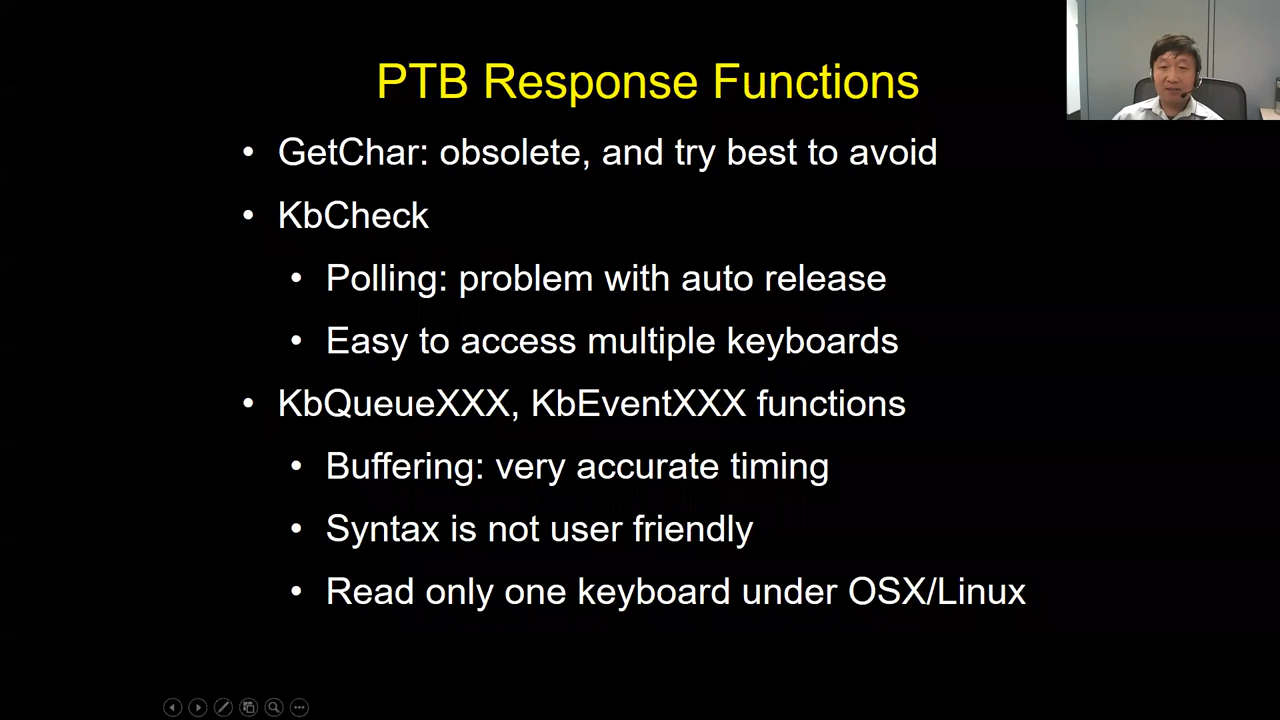 PTB Response Functions
• GetChar: obsolete, and try best to avoid
• KbCheck
• Polling: problem with auto release
• Easy to access multiple keyboards
• KbQueueXXX, KbEventXXX functions
• Buffering: very accurate timing
• Syntax is not user friendly
• Read only one keyboard under OSX/Linux